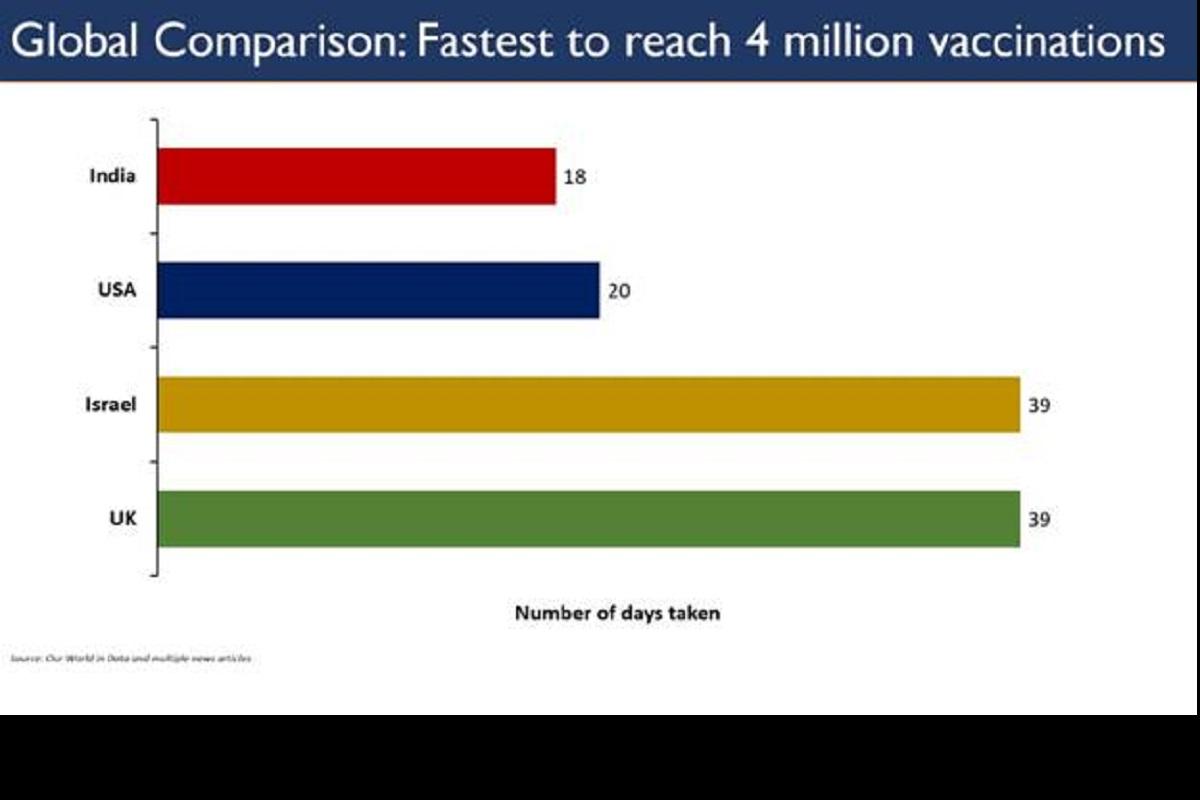 Global Comparison: Fastest to reach 4 million vaccinations
India
18
USA
20
Israel
39
UK
39
Number of days taken
Source: Our World in Data and multiple news articles